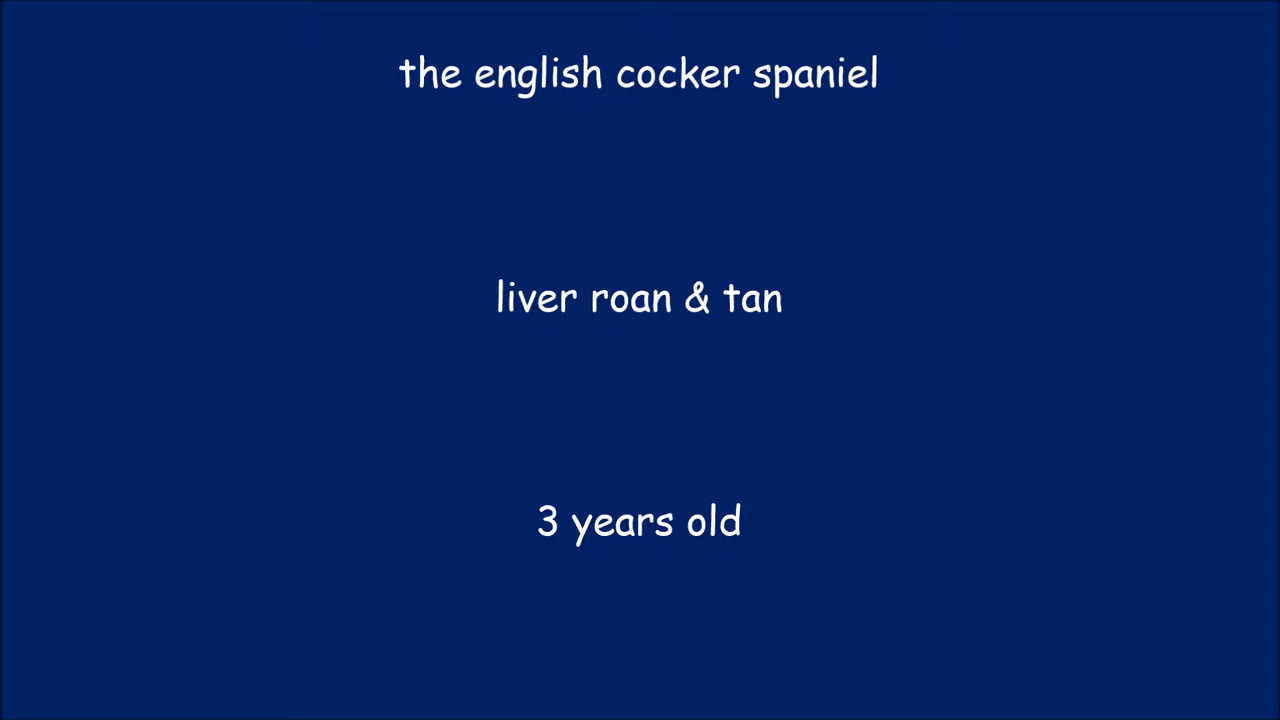 the english cocker spaniel
liver roan & tan
3 years old